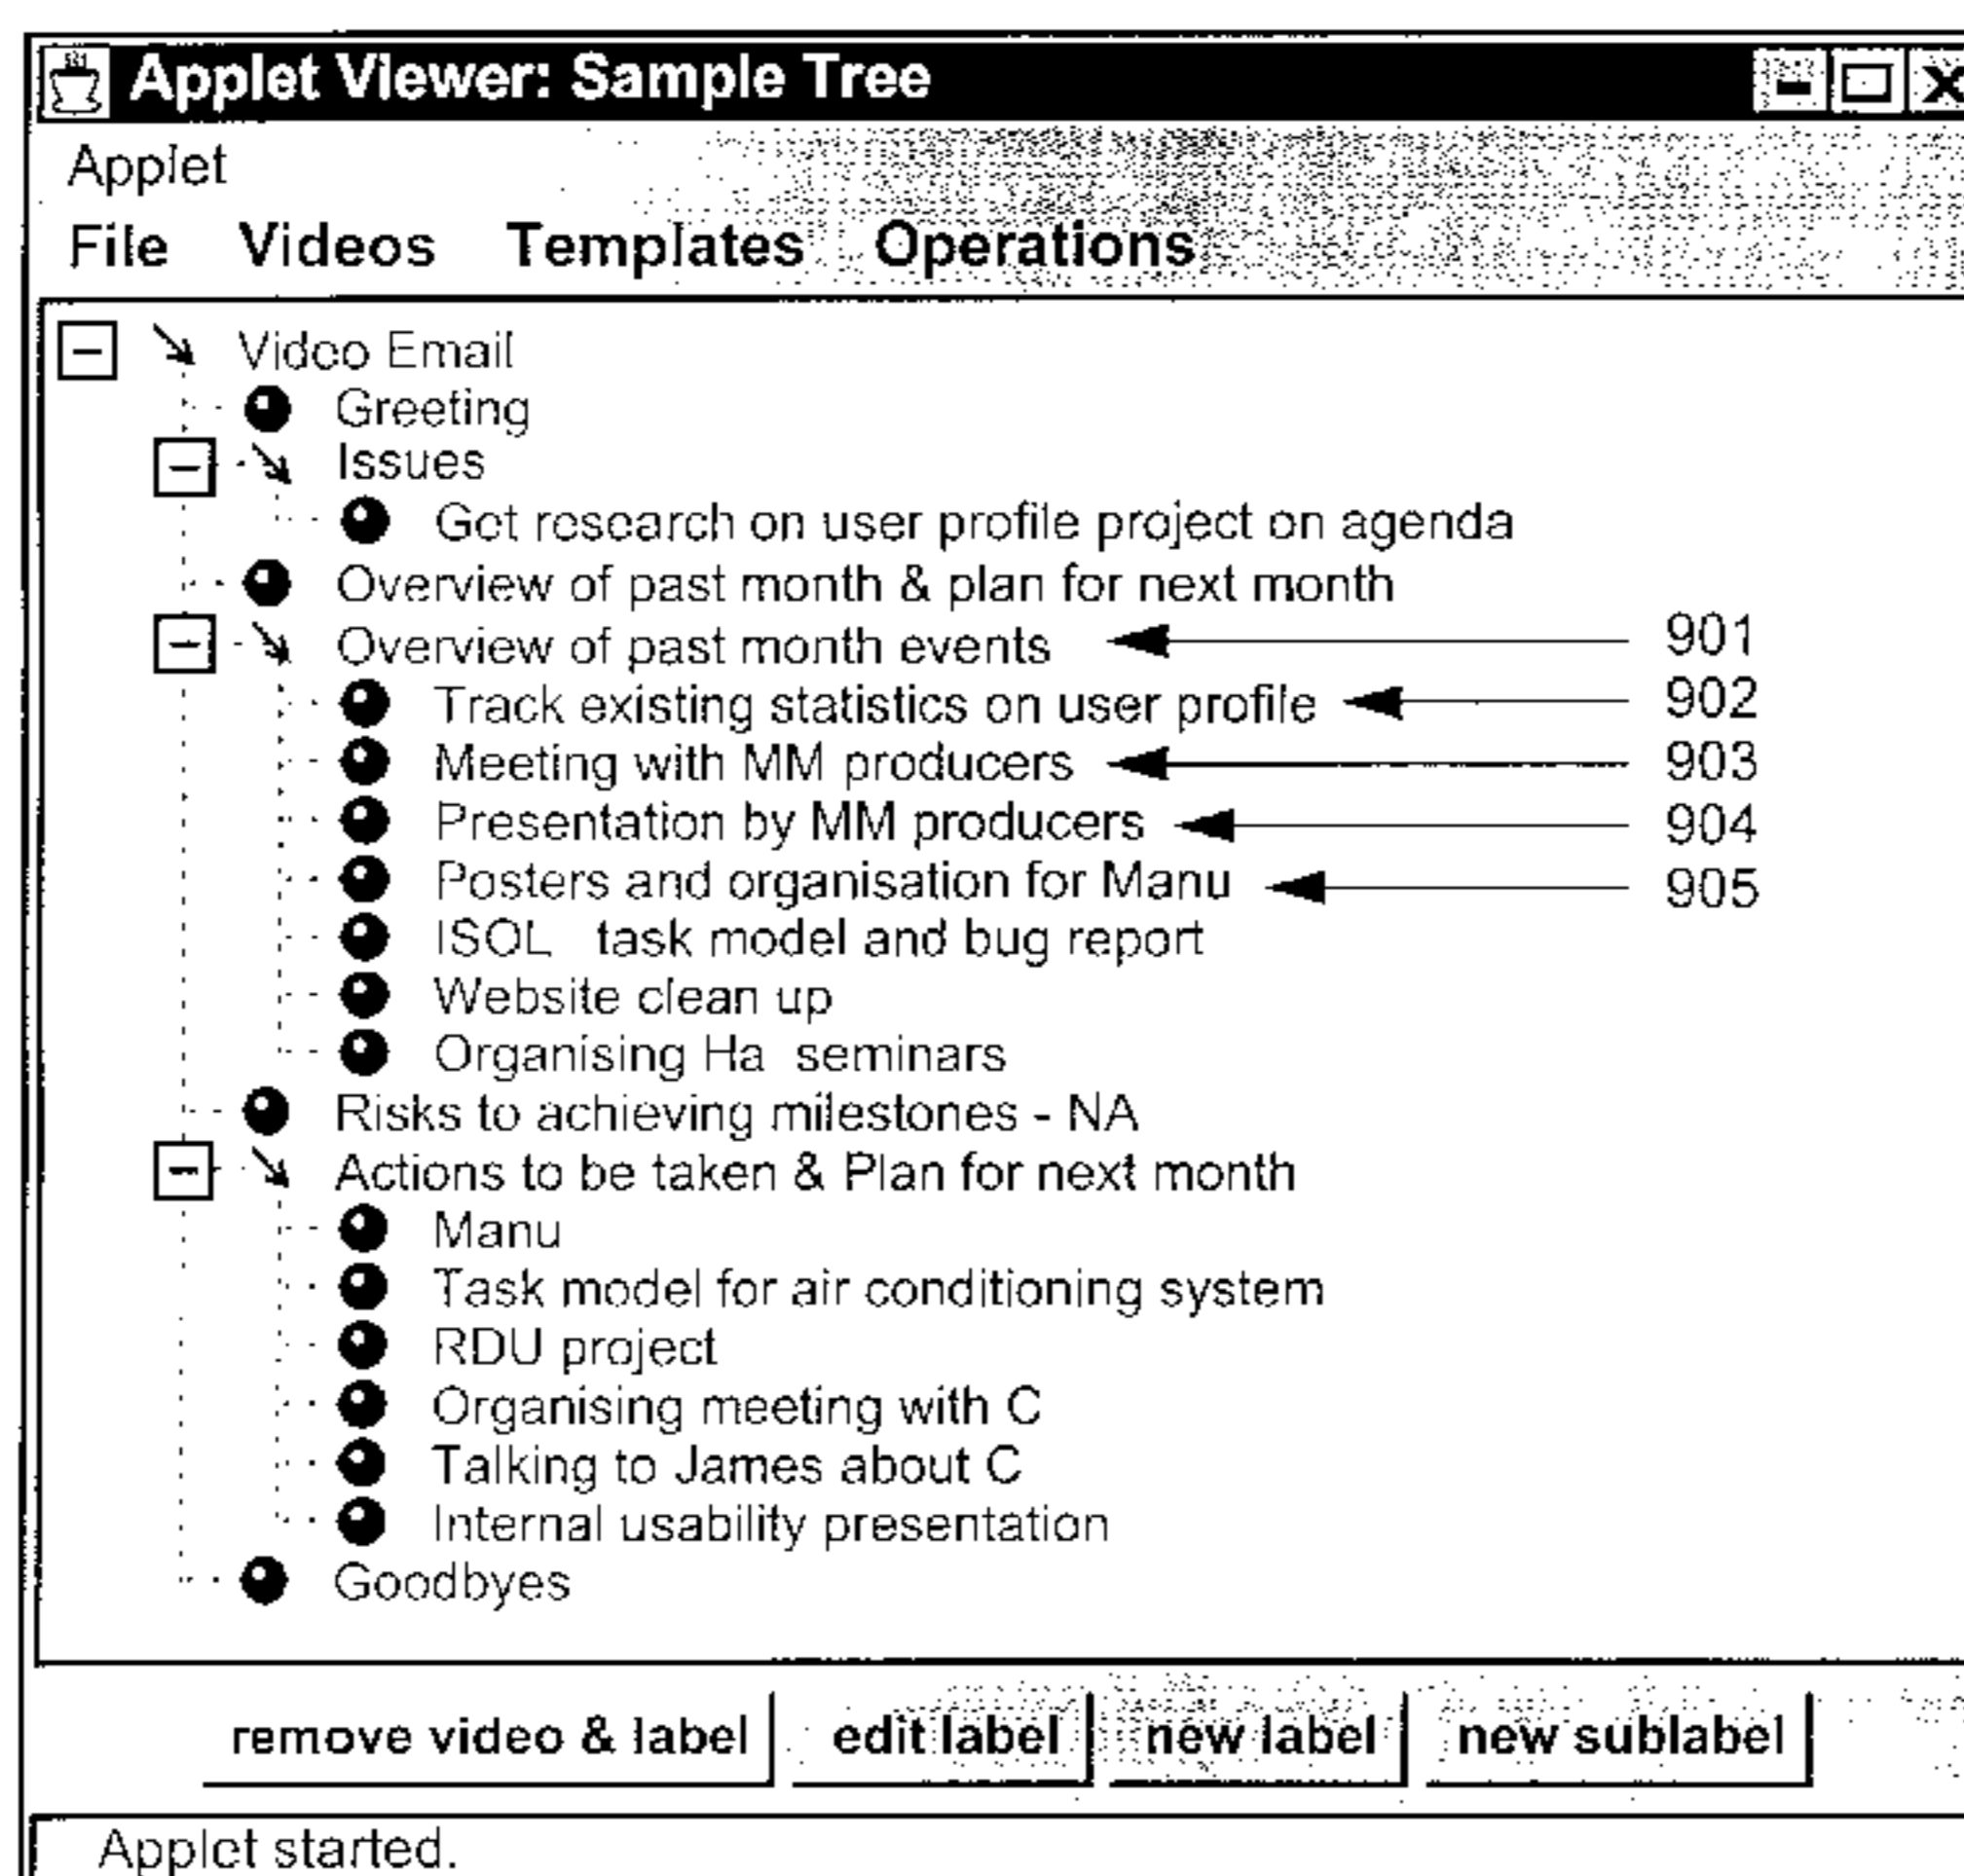 Applet Viewer: Sample Tree
Applet
File Videos Templates Operations
Video Email
Greeting
Issues
Get research on user profile project on agenda
Overview of past month & plan for next month
Overview of past month events 901
Track existing statistics on user profile 902
Meeting with MM producers 903
Presentation by MM producers 904
Posters and organisation for Manu 905
ISOL task model and bug report
Website clean up
Organising Ha seminars
Risks to achieving milestones - NA
Actions to be taken & Plan for next month
Manu
Task model for air conditioning system
RDU project
Organising meeting with C
Talking to James about C
Internal usability presentation
Goodbyes
remove video & label edit label new label new sublabel
Applet started.